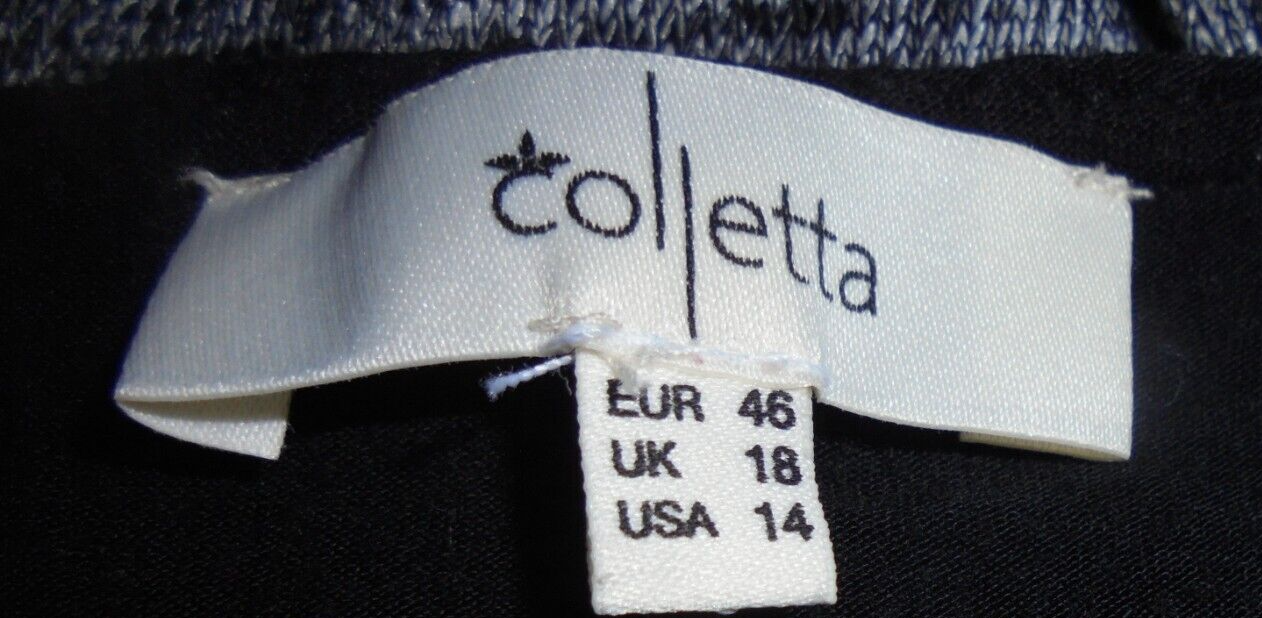 colletta
EUR 46
UK 18
USA 14